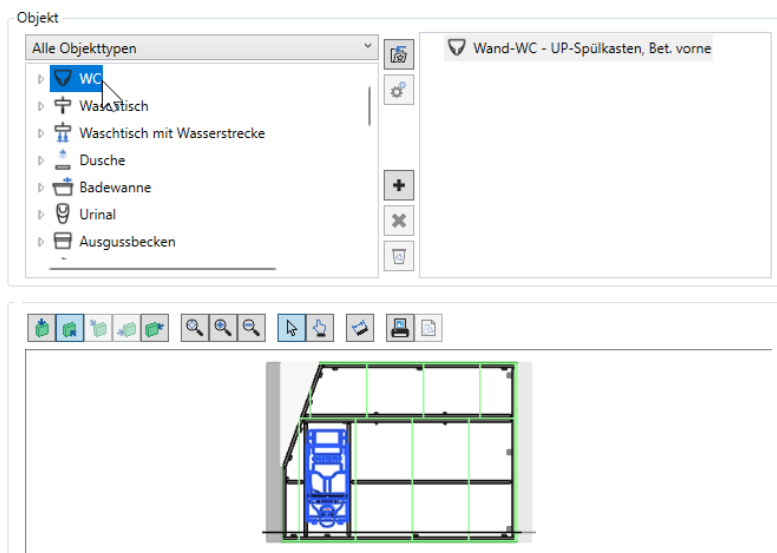 Objekt
Alle Objekttypen
Wand-WC - UP-Spülkasten, Bet. vorne
WC
Waschtisch
Waschtisch mit Wasserstrecke
Dusche
Badewanne
Urinal
Ausgussbecken